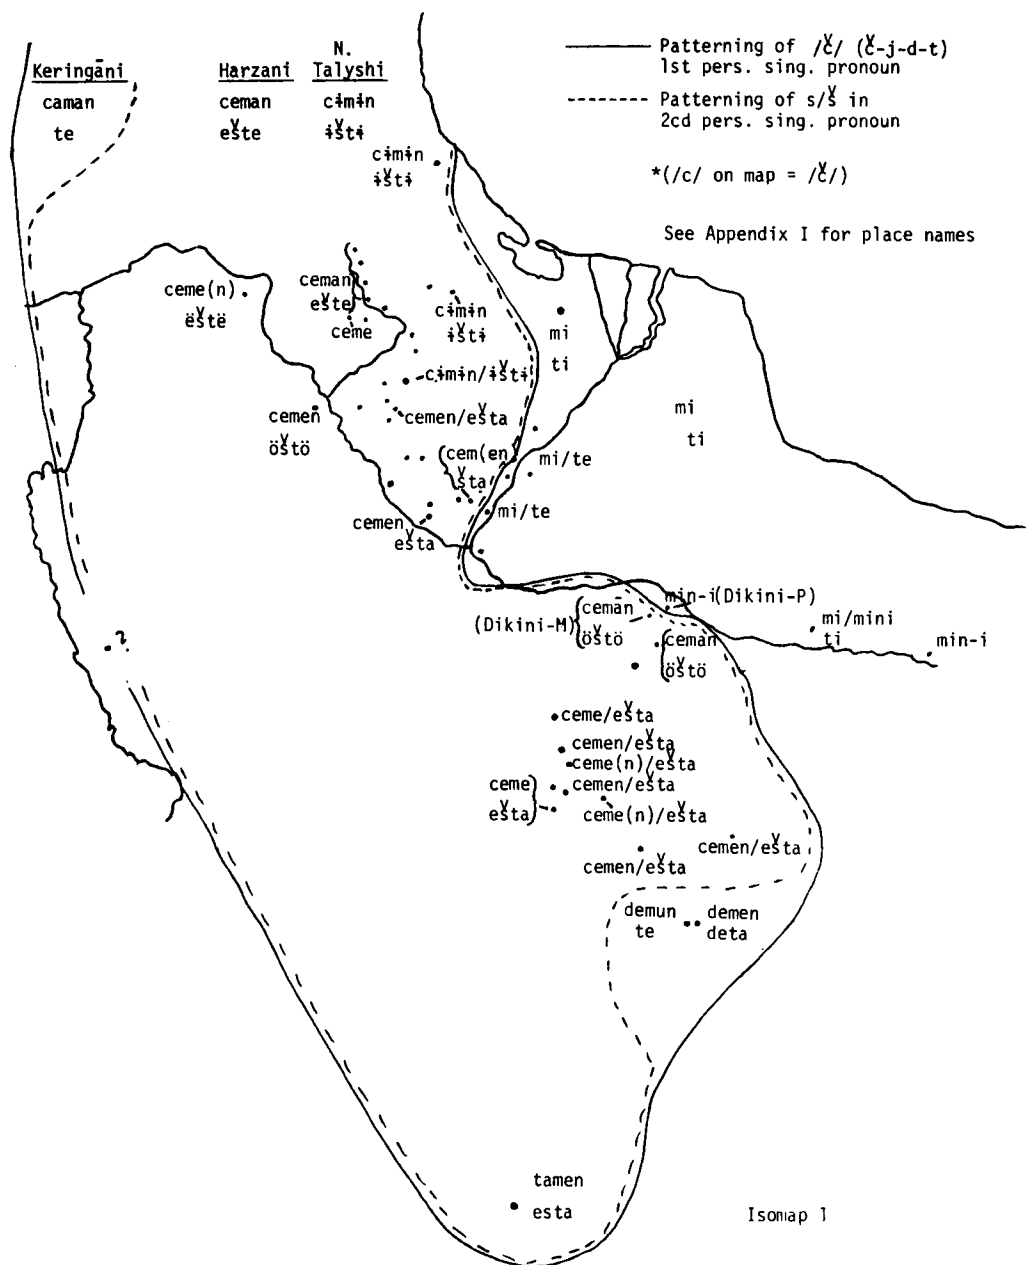 Keringāni
caman
te
Harzani
ceman
ešte
N.
Talyshi
cɨmɨn
ɨštɨ
Patterning of /č/ (č-j-d-t)
1st pers. sing. pronoun
Patterning of s/š in
2cd pers. sing. pronoun
*(/c/ on map = /č/)
See Appendix I for place names
cɨmɨn
ɨštɨ
ceme(n)
ëštë
ceman
ešte
ceme
cɨmɨn
ɨštɨ
mi
ti
cɨmɨn/ɨštɨ
cemen
öštö
cemen/ešta
mi
ti
cem(en)
šta
mi/te
mi/te
cemen
ešta
min-i(Dikini-P)
(Dikini-M)
cemān
öštö
ceman
öštö
mi/mini
ti
min-i
?
ceme/ešta
cemen/ešta
ceme(n)/ešta
ceme
ešta
cemen/ešta
ceme(n)/ešta
cemen/ešta
cemen/ešta
demun
te
demen
deta
tamen
esta
Isomap 1